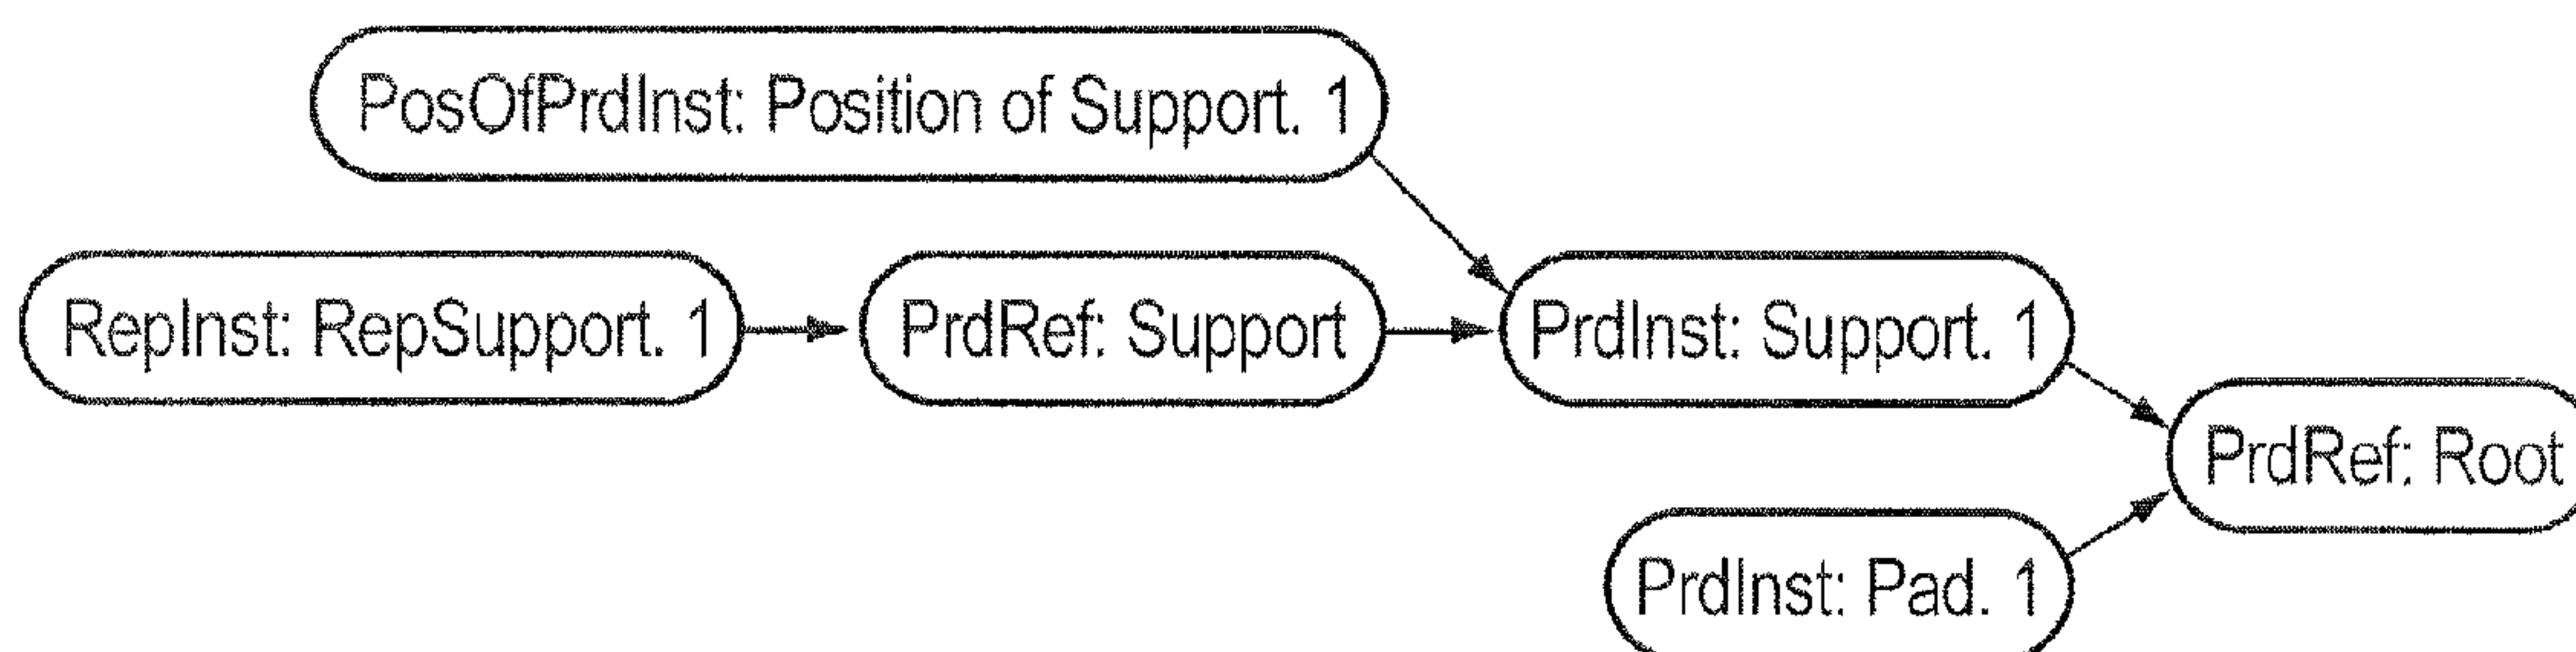 PosOfPrdInst: Position of Support. 1
RepInst: RepSupport. 1
PrdRef: Support
PrdInst: Support. 1
PrdRef: Root
PrdInst: Pad. 1